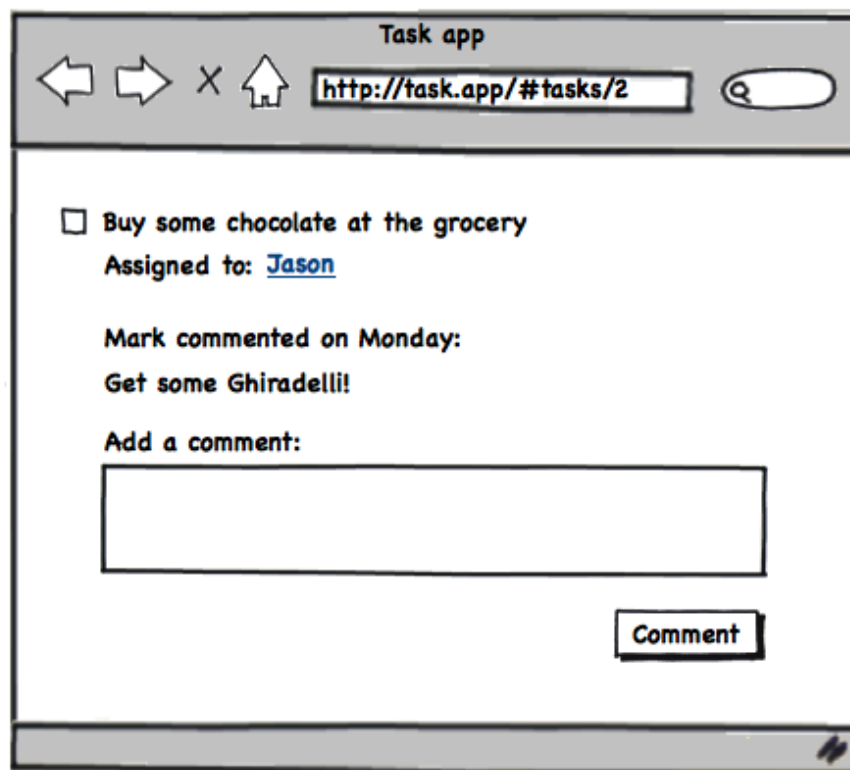 Task app
http://task.app/#tasks/2
Buy some chocolate at the grocery
Assigned to: Jason
Mark commented on Monday:
Get some Ghiradelli!
Add a comment:
Comment